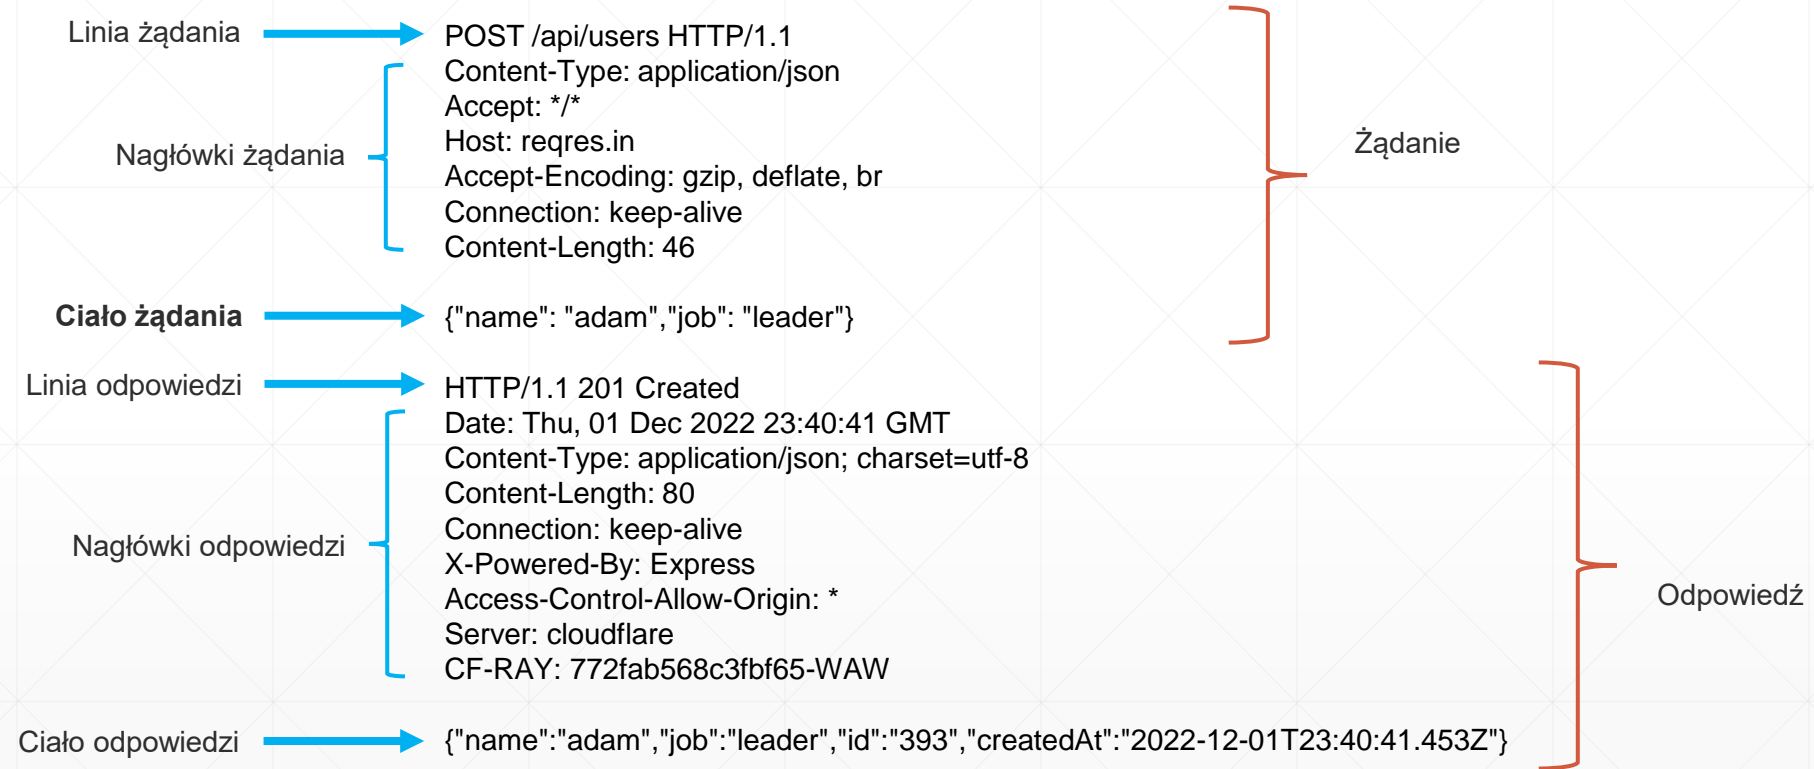 Linia żądania
POST /api/users HTTP/1.1
Content-Type: application/json
Accept: */*
Host: reqres.in
Nagłówki żądania
Accept-Encoding: gzip, deflate, br
Connection: keep-alive
Content-Length: 46
Żądanie
Ciało żądania
{"name": "adam","job": "leader"}
Linia odpowiedzi
HTTP/1.1 201 Created
Date: Thu, 01 Dec 2022 23:40:41 GMT
Content-Type: application/json; charset=utf-8
Content-Length: 80
Connection: keep-alive
Nagłówki odpowiedzi
X-Powered-By: Express
Access-Control-Allow-Origin: *
Server: cloudflare
CF-RAY: 772fab568c3fbf65-WAW
Odpowiedź
Ciało odpowiedzi
{"name":"adam","job":"leader","id":"393","createdAt":"2022-12-01T23:40:41.453Z"}